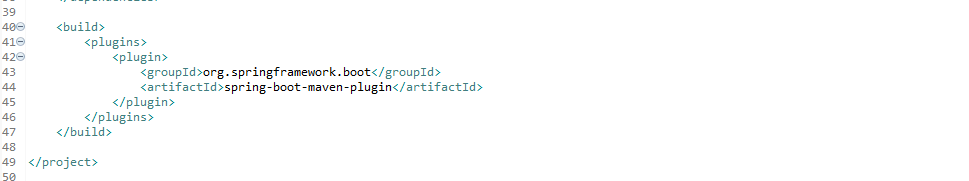 39
40 <build>
41 <plugins>
42 <plugin>
43 <groupId>org.springframework.boot</groupId>
44 <artifactId>spring-boot-maven-plugin</artifactId>
45 </plugin>
46 </plugins>
47 </build>
48
49 </project>
50